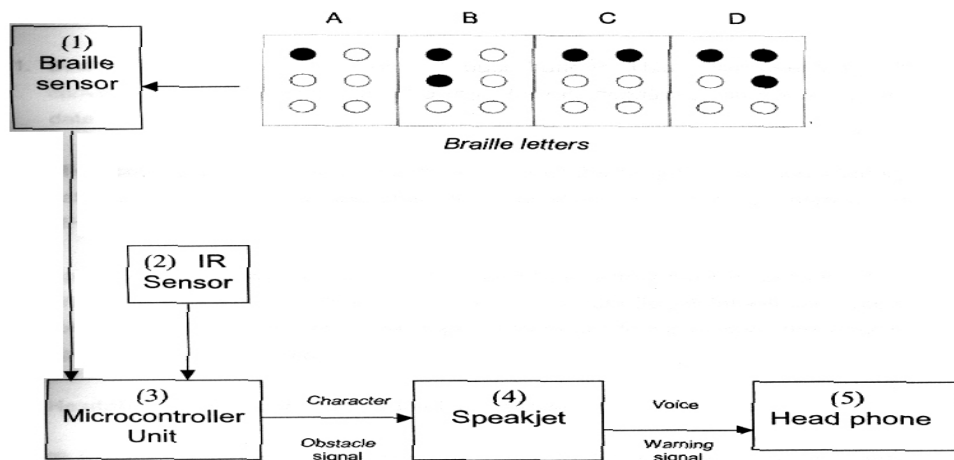 A B C D
(1)
Braille
sensor
date
Braille letters
(2) IR
Sensor
(3)
Microcontroller
Unit
Character
Obstacle
signal
(4)
Speakjet
Voice
Warning
signal
(5)
Head phone